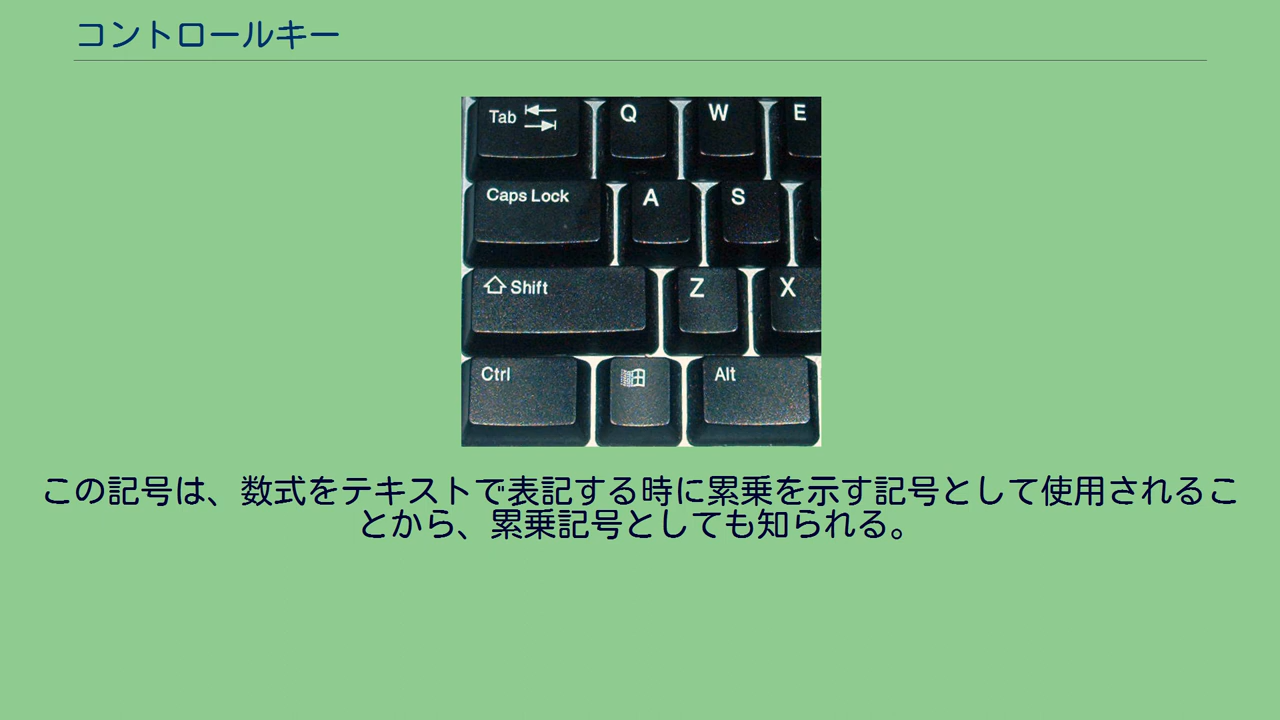 コントロールキー
Tab Q W E
Caps Lock A S
Shift Z X
Ctrl Alt
この記号は、数式をテキストで表記する時に累乗を示す記号として使用されるこ
とから、累乗記号としても知られる。